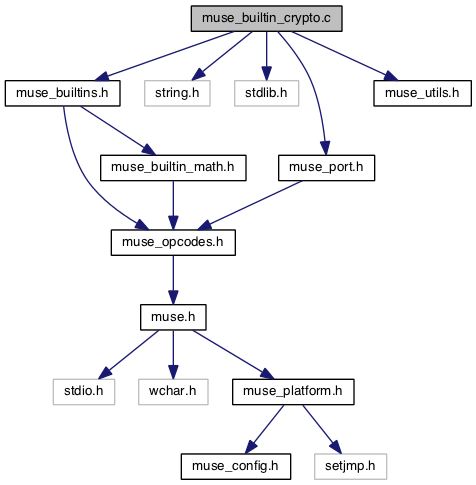 muse_builtin_crypto.c
muse_builtins.h
string.h
stdlib.h
muse_utils.h
muse_builtin_math.h
muse_port.h
muse_opcodes.h
muse.h
stdio.h
wchar.h
muse_platform.h
muse_config.h
setjmp.h